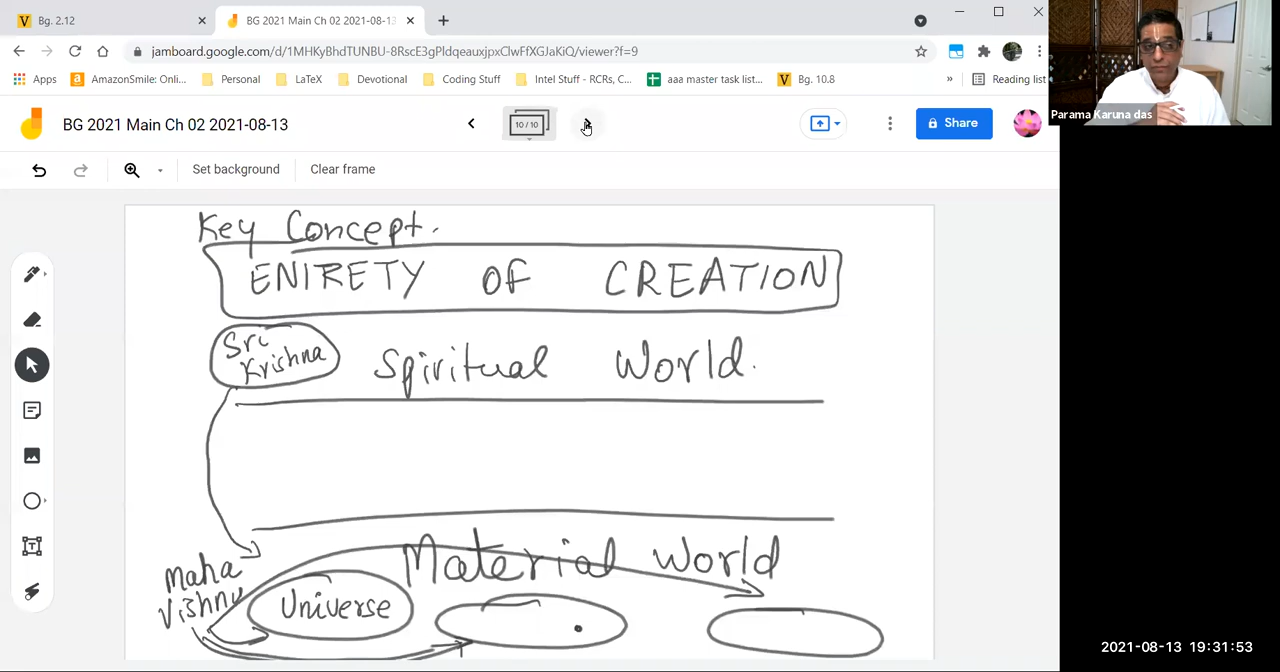 Bg. 2.12
BG 2021 Main Ch 02 2021-08-13
jamboard.google.com/d/1MHKyBhdTUNBU-8RscE3gPldqeauxjpxClwFfXGJaKiQ/viewer?f=9
Apps AmazonSmile: Onli... Personal LaTeX Devotional Coding Stuff Intel Stuff - RCRs, C... aaa master task list... Bg. 10.8 » Reading list
BG 2021 Main Ch 02 2021-08-13
10/10
Share
Parama Karuna das
Set background Clear frame
Key Concept.
ENIRETY OF CREATION
Sri
Krishna
Spiritual World.
Material World
Maha
Vishnu
Universe
2021-08-13 19:31:53